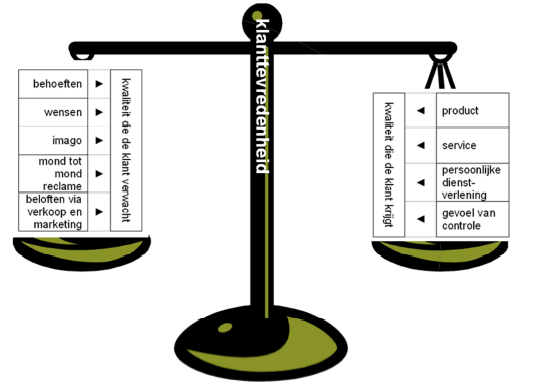 klanttevredenheid
behoeften
wensen
imago
mond tot
mond
reclame
beloften via
verkoop en
marketing
kwaliteit die de klant verwacht
kwaliteit die de klant krijgt
product
service
persoonlijke
dienst-
verlening
gevoel van
controle